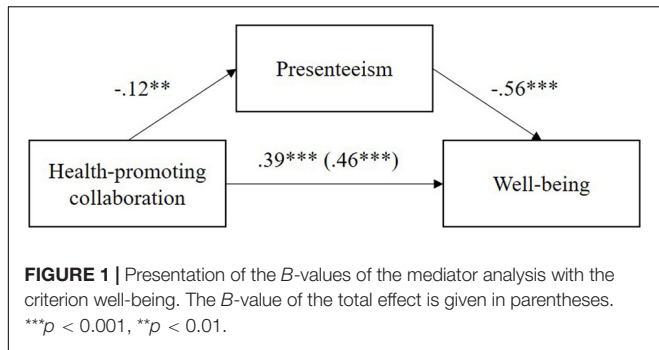 Presenteeism
-.12**
-.56***
Health-promoting
collaboration
.39*** (.46***)
Well-being
FIGURE 1 | Presentation of the B-values of the mediator analysis with the
criterion well-being. The B-value of the total effect is given in parentheses.
***p < 0.001, **p < 0.01.